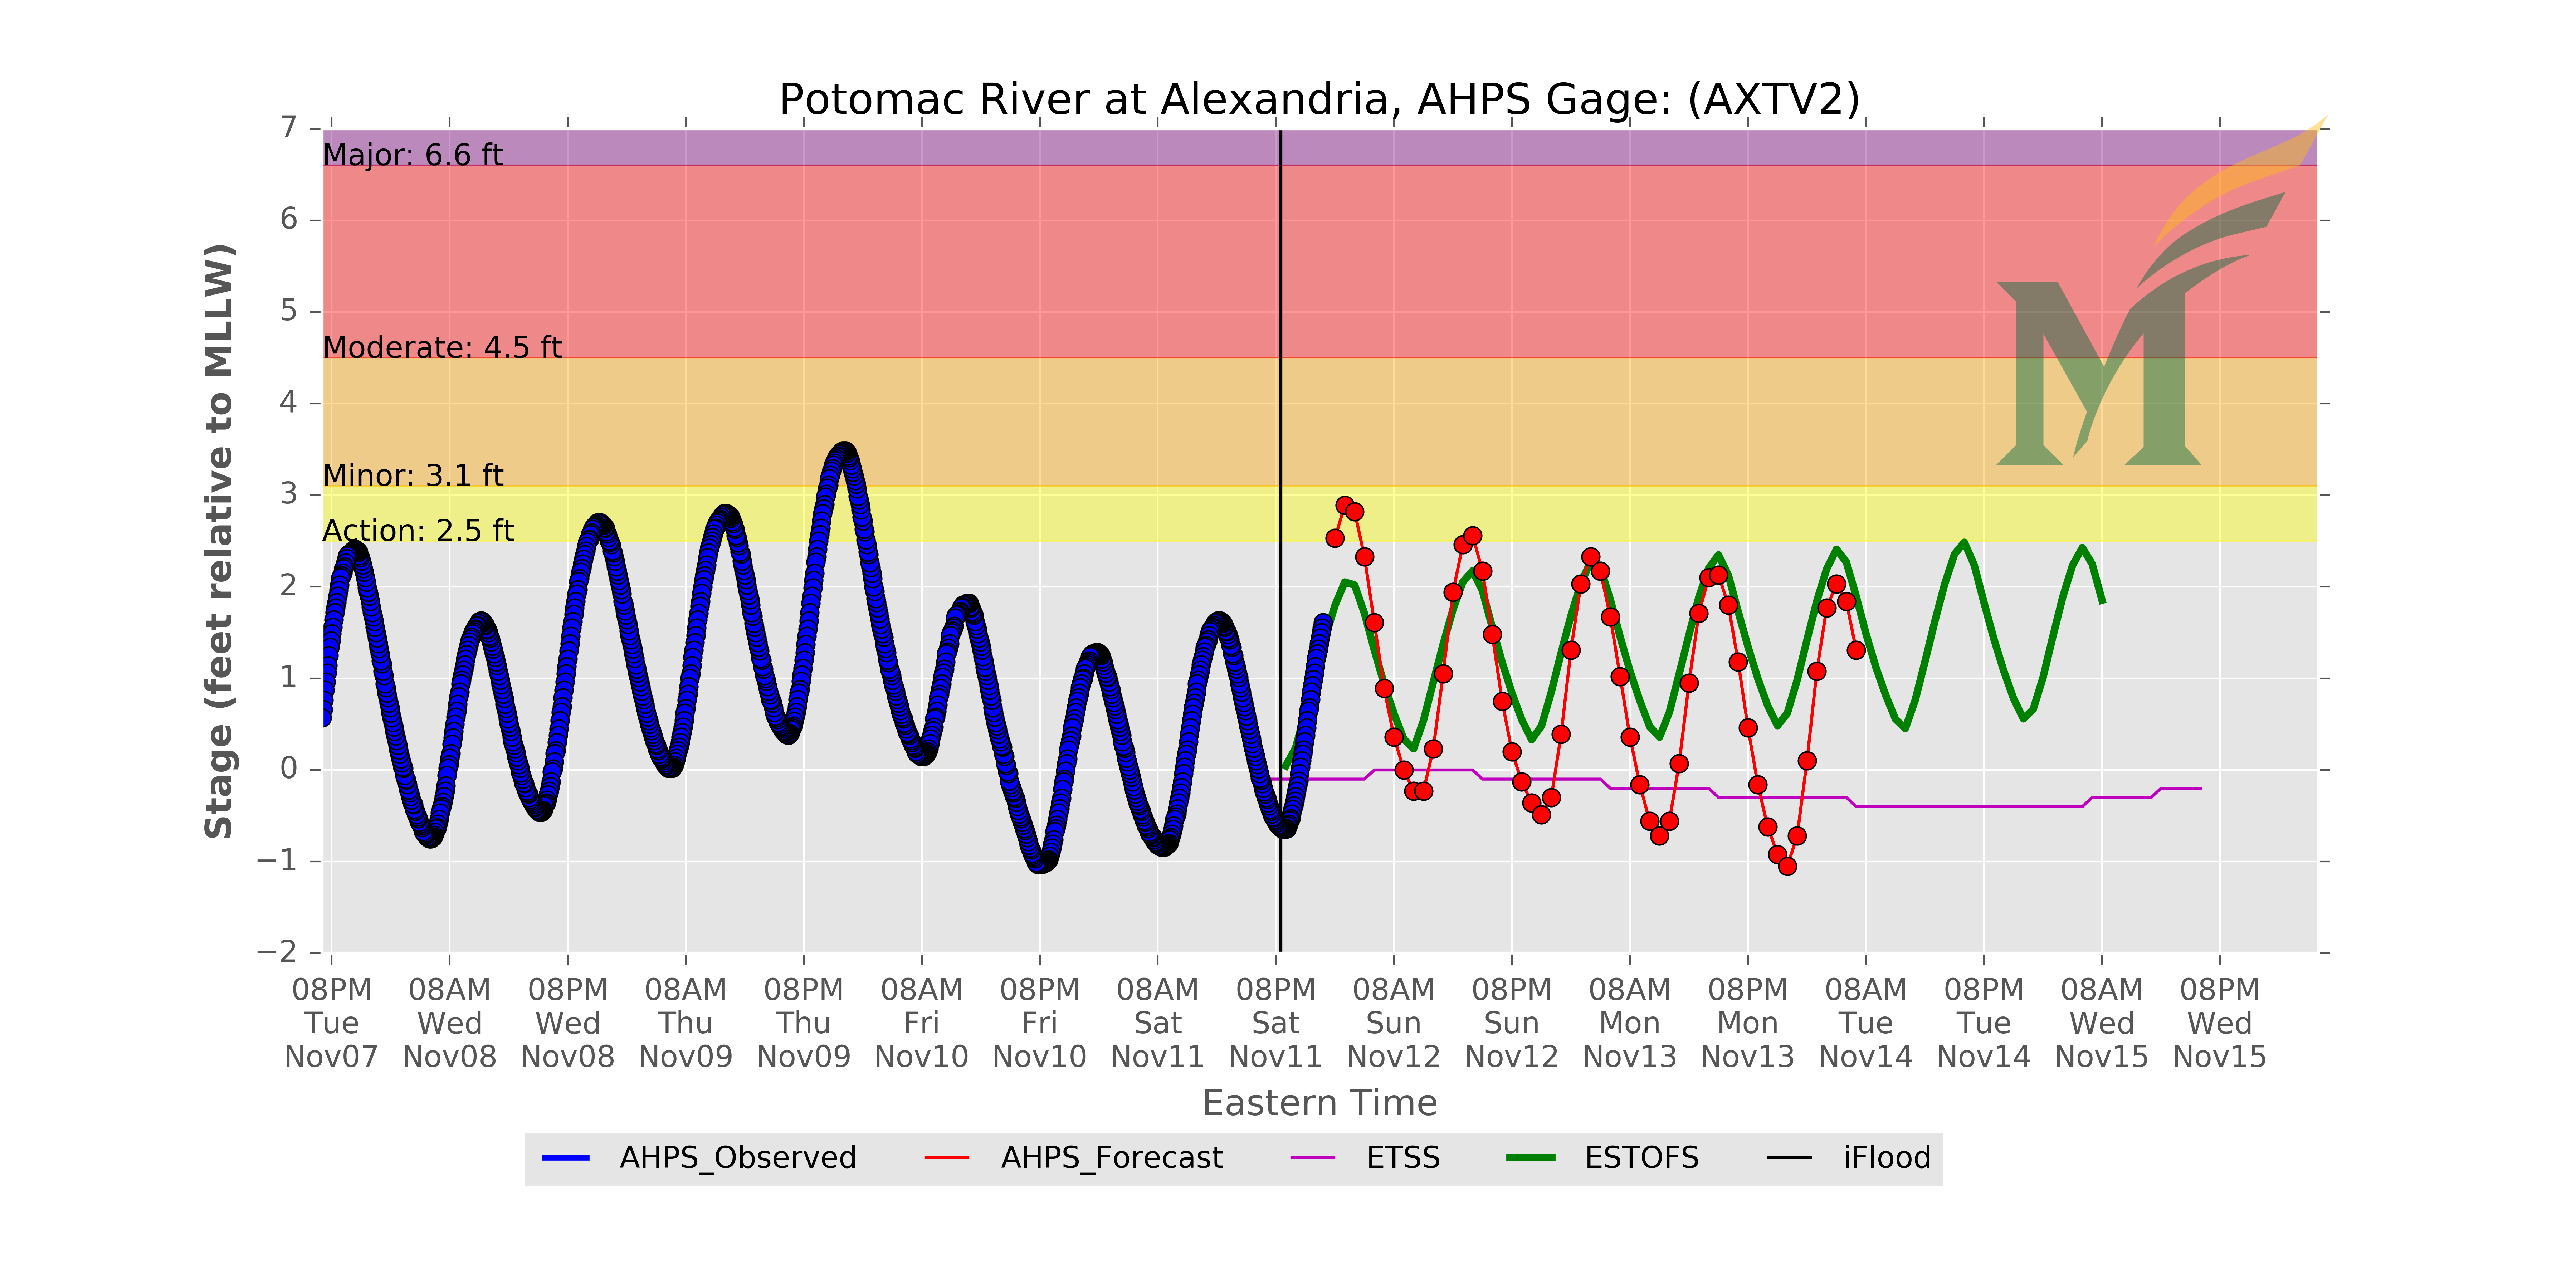 Potomac River at Alexandria, AHPS Gage: (AXTV2)
7
Major: 6.6 ft
6
5
Moderate: 4.5 ft
4
Minor: 3.1 ft
3
Action: 2.5 ft
2
1
0
−1
−2
Stage (feet relative to MLLW)
M
08PM 08AM 08PM 08AM 08PM 08AM 08PM 08AM 08PM 08AM 08PM 08AM 08PM 08AM 08PM 08AM 08PM
Tue Wed Wed Thu Thu Fri Fri Sat Sat Sun Sun Mon Mon Tue Tue Wed Wed
Nov07 Nov08 Nov08 Nov09 Nov09 Nov10 Nov10 Nov11 Nov11 Nov12 Nov12 Nov13 Nov13 Nov14 Nov14 Nov15 Nov15
Eastern Time
AHPS_Observed AHPS_Forecast ETSS ESTOFS iFlood